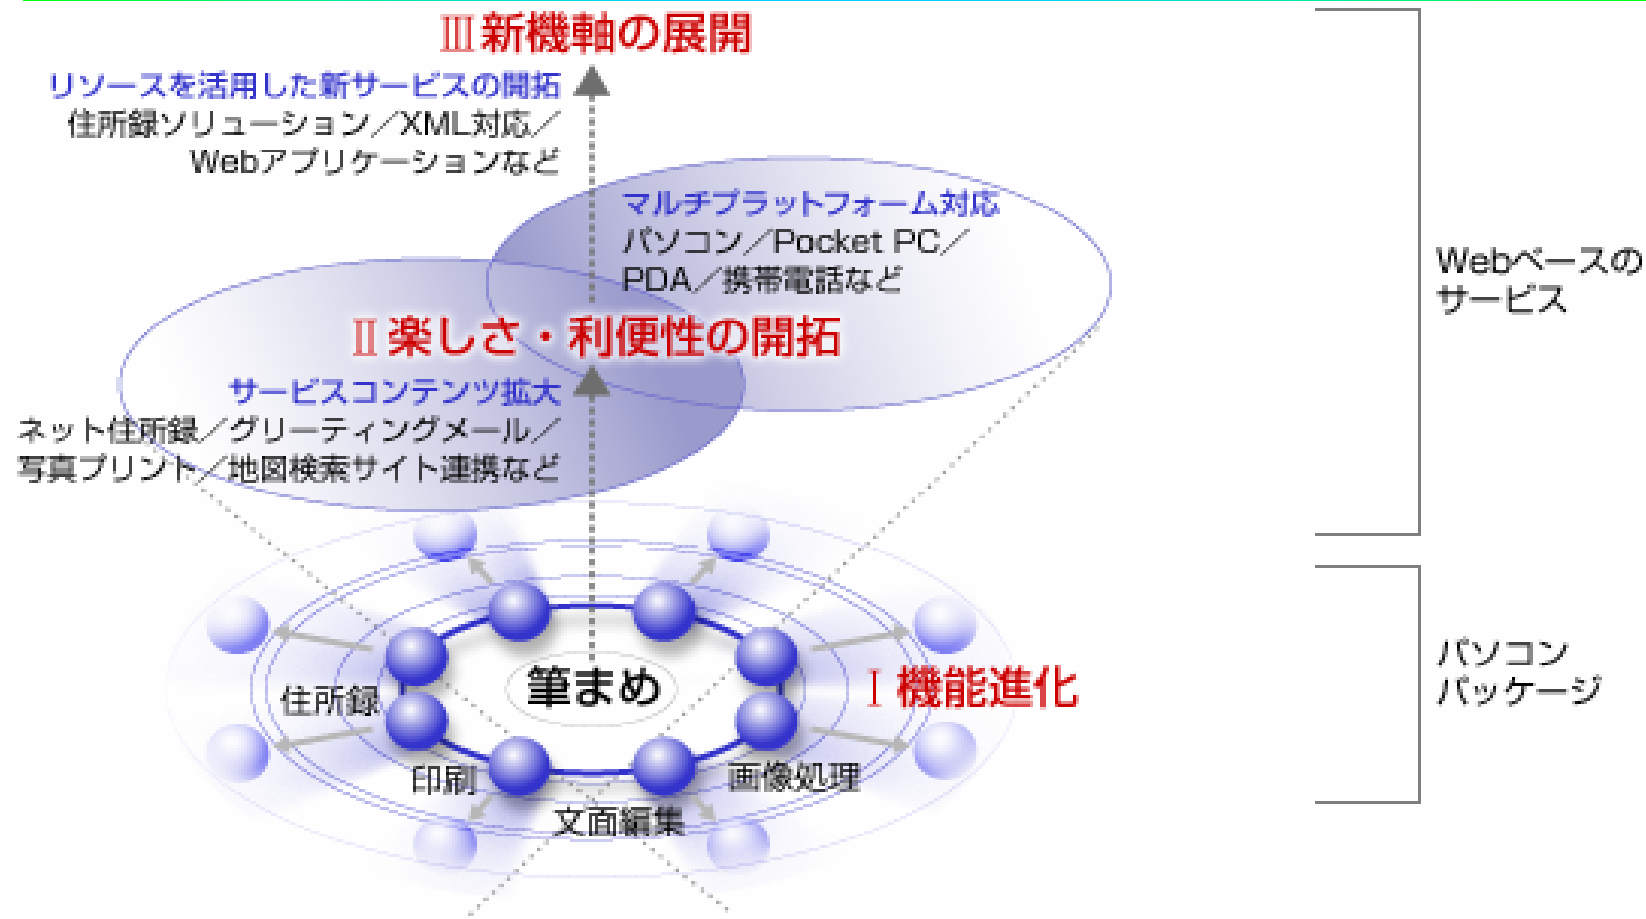 Ⅲ新機軸の展開
リソースを活用した新サービスの開拓
住所録ソリューション／XML対応／
Webアプリケーションなど
マルチプラットフォーム対応
パソコン／Pocket PC／
PDA／携帯電話など
Webベースの
サービス
Ⅱ楽しさ・利便性の開拓
サービスコンテンツ拡大
ネット住所録／グリーティングメール／
写真プリント／地図検索サイト連携など
筆まめ
Ⅰ機能進化
住所録
印刷
文面編集
画像処理
パソコン
パッケージ